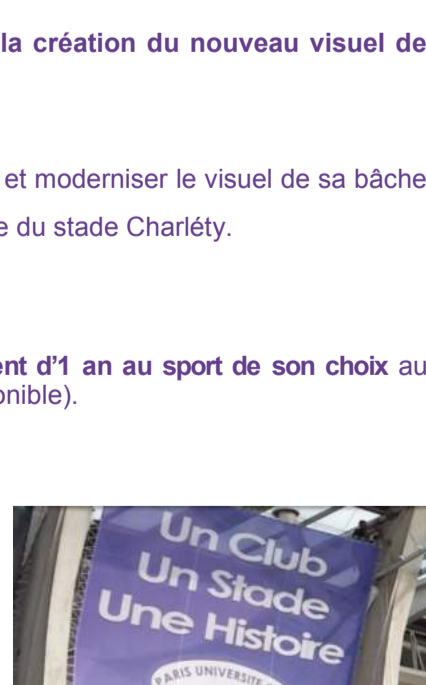 la création du nouveau visuel de
et moderniser le visuel de sa bâche
e du stade Charléty.
ent d’1 an au sport de son choix au
onible).
Un Club
Un Stade
Une Histoire
PARIS UNIVERSITE